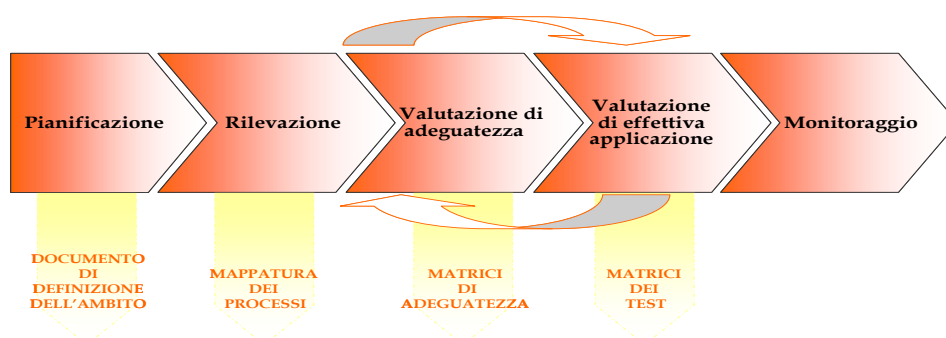 Pianificazione
Rilevazione
Valutazione di
adeguatezza
Valutazione
di effettiva
applicazione
Monitoraggio
DOCUMENTO
DI
DEFINIZIONE
DELL'AMBITO
MAPPATURA
DEI
PROCESSI
MATRICI
DI
ADEGUATEZZA
MATRICI
DEI
TEST